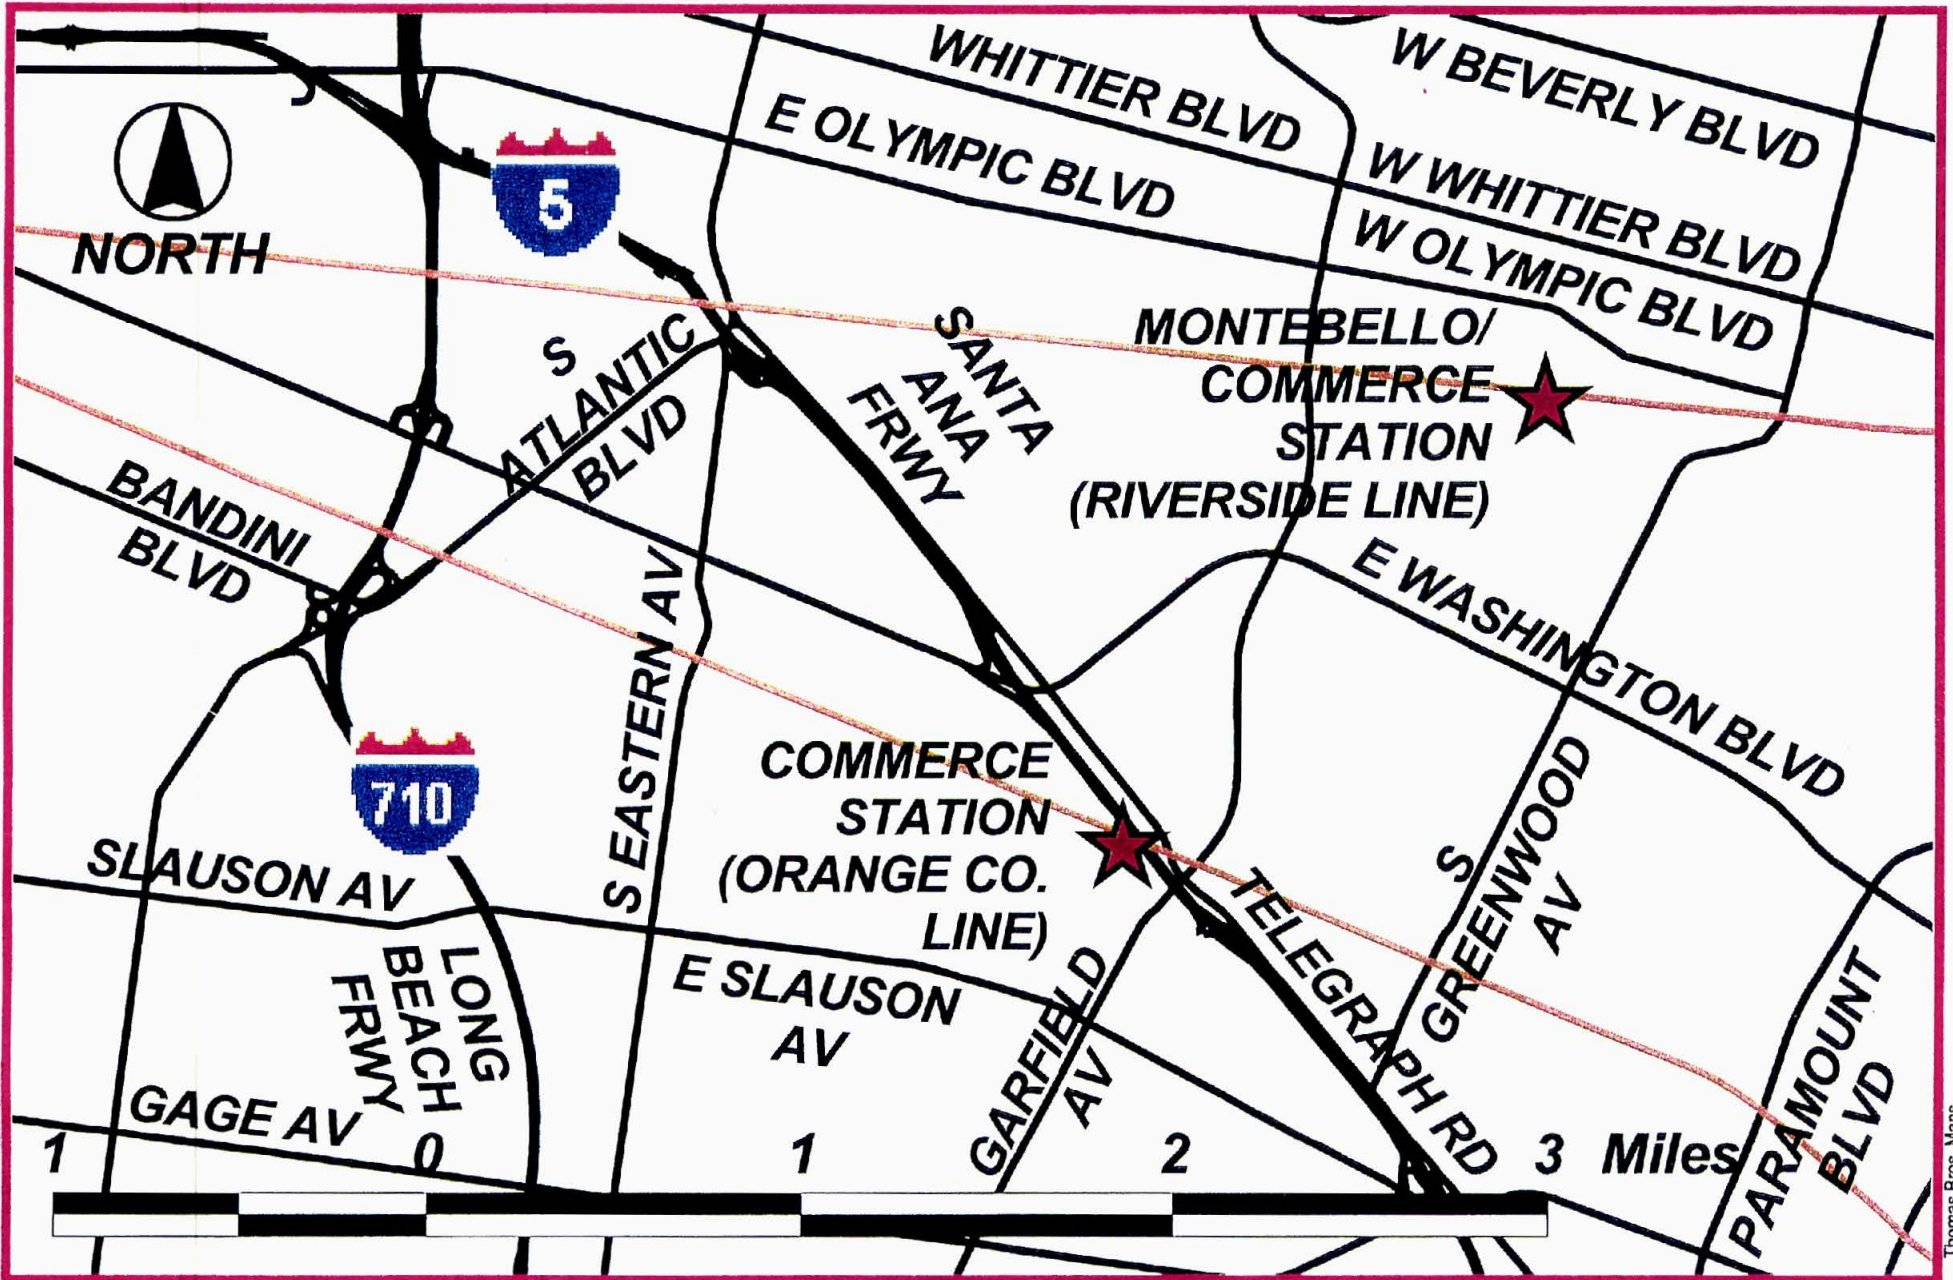 WHITTIER BLVD
W BEVERLY BLVD
E OLYMPIC BLVD
W WHITTIER BLVD
W OLYMPIC BLVD
5
NORTH
SANTA
ANA
FRWY
MONTEBELLO/
COMMERCE
STATION
(RIVERSIDE LINE)
S
ATLANTIC
BLVD
BANDINI
BLVD
S EASTERN AV
E WASHINGTON BLVD
710
COMMERCE
STATION
(ORANGE CO.
LINE)
S
GREENWOOD
AV
SLAUSON AV
LONG
BEACH
FRWY
E SLAUSON
AV
GARFIELD
AV
TELEGRAPH RD
PARAMOUNT
BLVD
GAGE AV
1 0 1 2 3 Miles
Thomas Bros. Maps